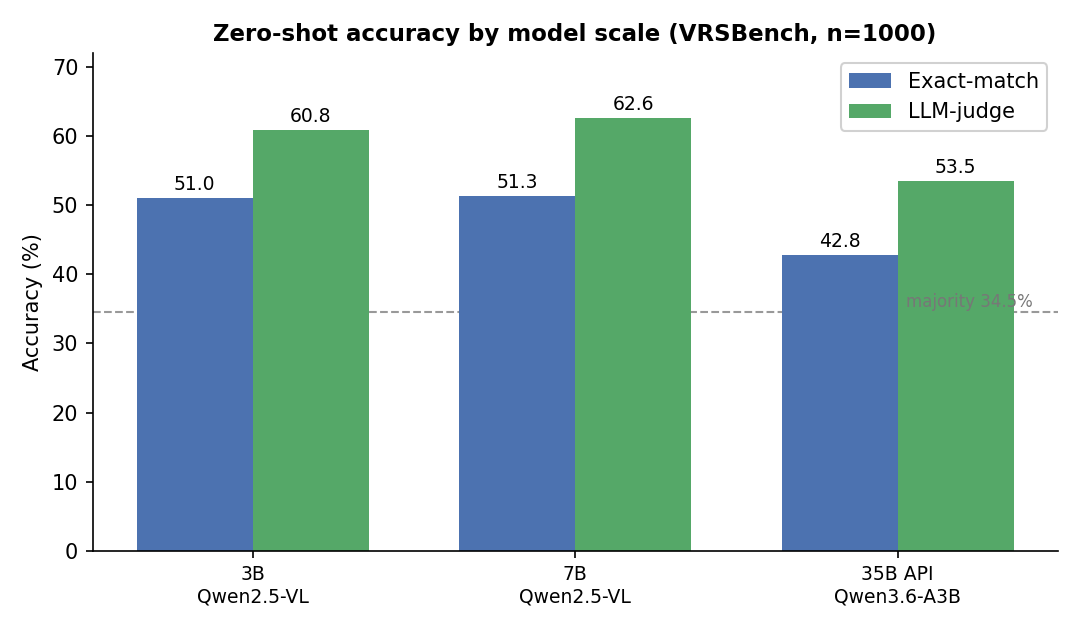 Zero-shot accuracy by model scale (VRSBench, n=1000)
Accuracy (%)
70
60
50
40
30
20
10
0
Exact-match
LLM-judge
51.0
60.8
51.3
62.6
42.8
53.5
majority 34.5%
3B
Qwen2.5-VL
7B
Qwen2.5-VL
35B API
Qwen3.6-A3B